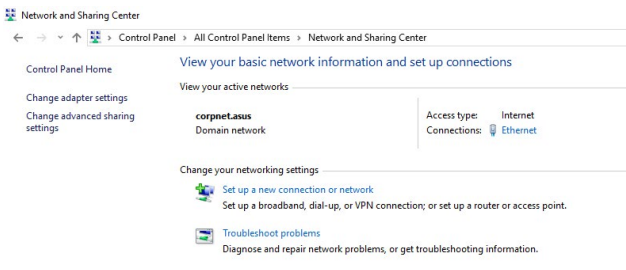 Network and Sharing Center
Control Panel > All Control Panel Items > Network and Sharing Center
Control Panel Home
Change adapter settings
Change advanced sharing
settings
View your basic network information and set up connections
View your active networks
corpnet.asus
Domain network
Access type: Internet
Connections: Ethernet
Change your networking settings
Set up a new connection or network
Set up a broadband, dial-up, or VPN connection; or set up a router or access point.
Troubleshoot problems
Diagnose and repair network problems, or get troubleshooting information.